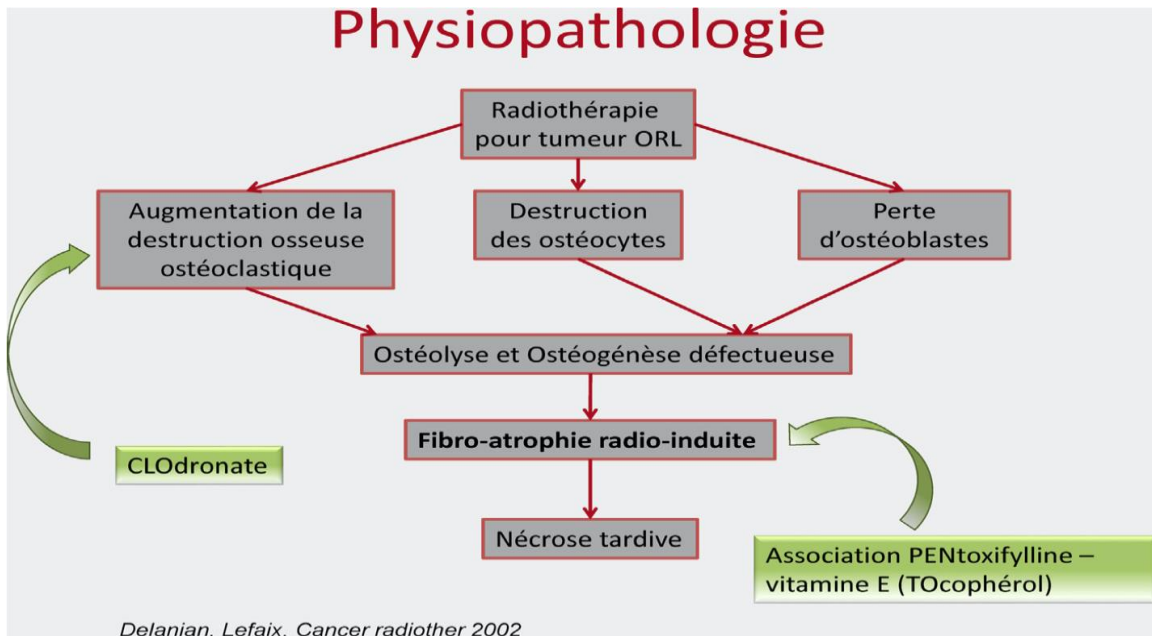 Physiopathologie
Radiothérapie
pour tumeur ORL
Augmentation de la
destruction osseuse
ostéoclastique
Destruction
des ostéocytes
Perte
d’ostéoblastes
Ostéolyse et Ostéogénèse défectueuse
Fibro-atrophie radio-induite
CLOdronate
Nécrose tardive
Association PENtoxifylline –
vitamine E (TOcophérol)
Delanian, Lefaix, Cancer radiother 2002